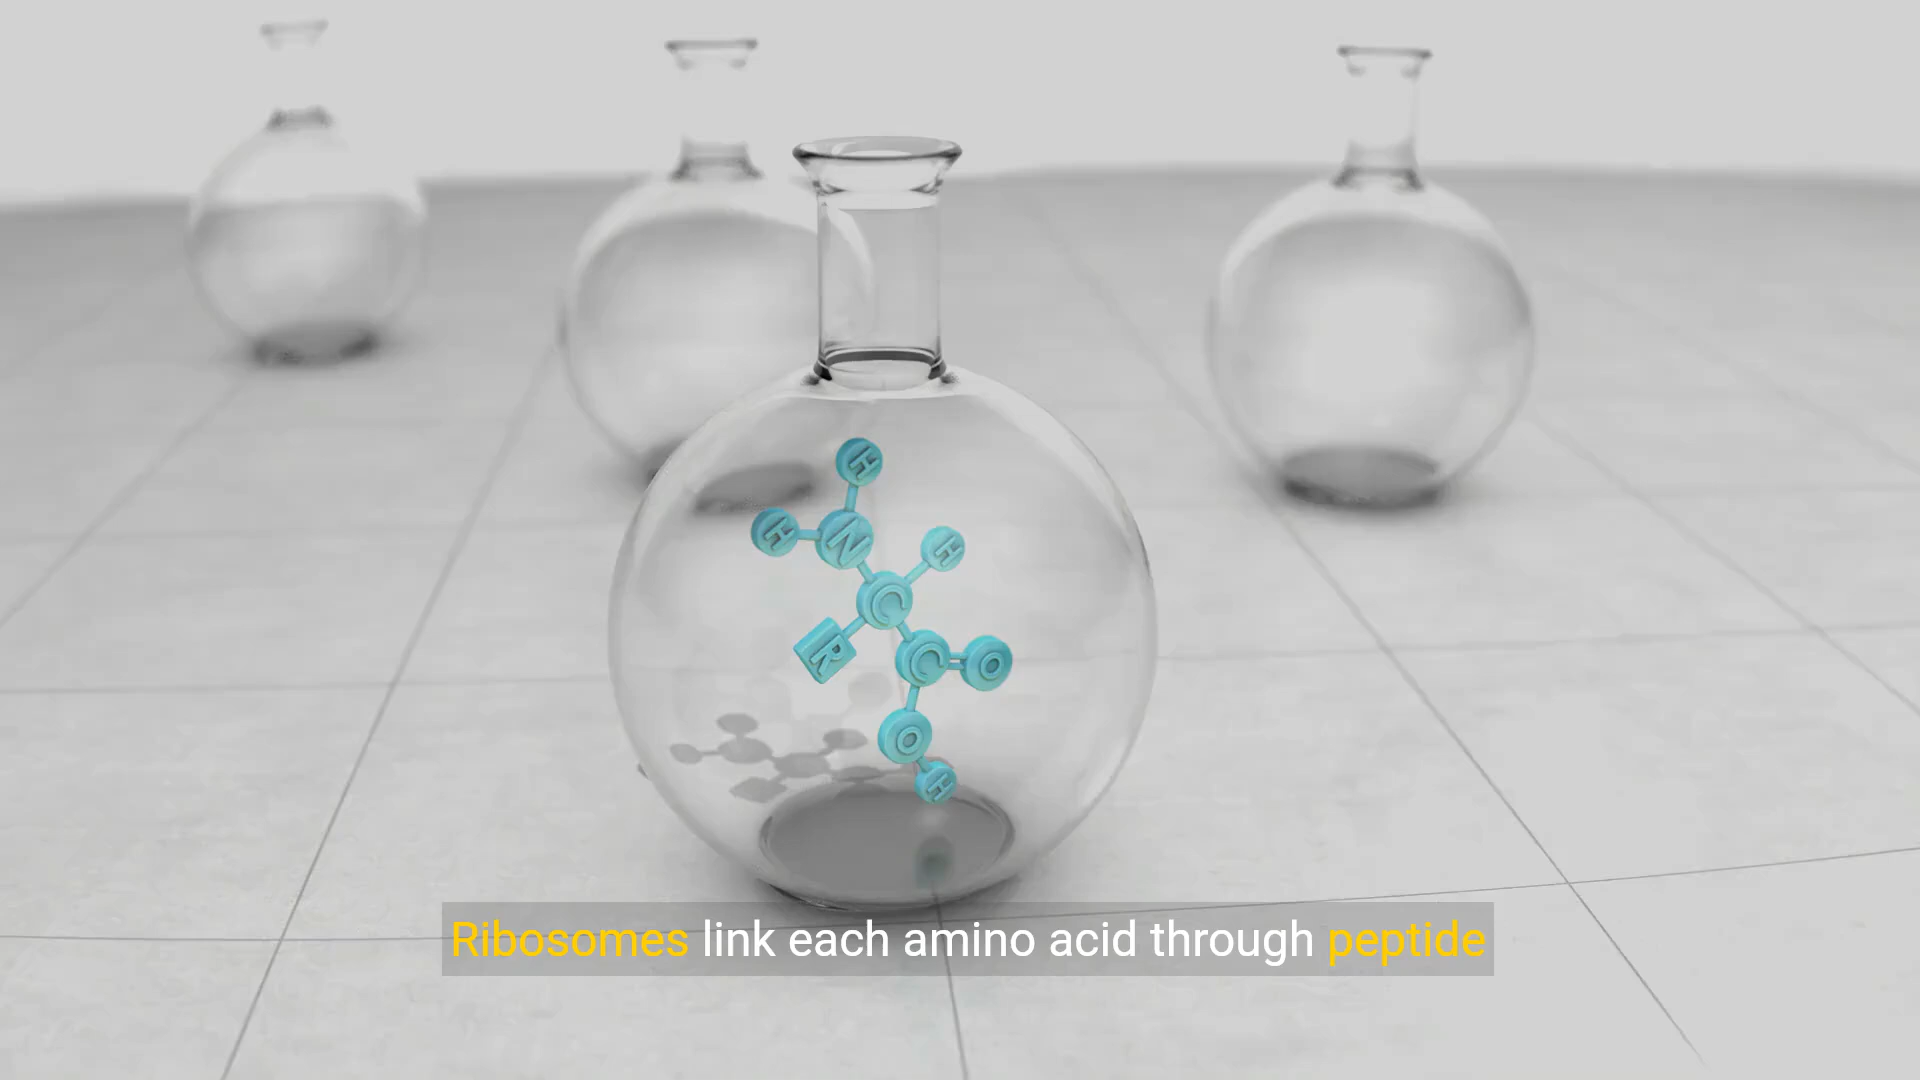 H
H N H
C
R C O
O
H
Ribosomes link each amino acid through peptide